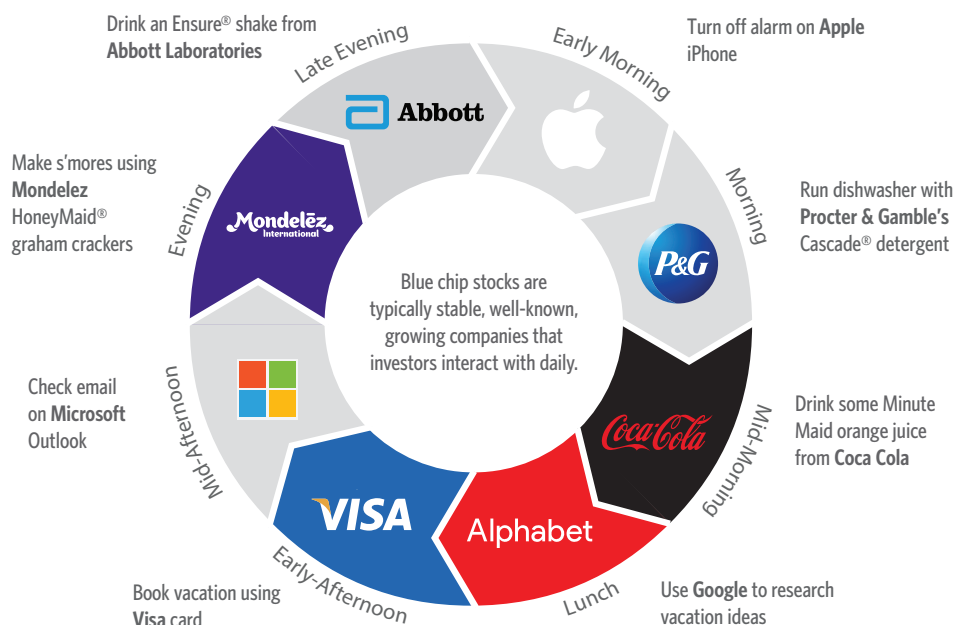 Drink an Ensure® shake from
Abbott Laboratories
Late Evening
Abbott
Early Morning
Turn off alarm on Apple
iPhone
Morning
P&G
Run dishwasher with
Procter & Gamble's
Cascade® detergent
Mid-Morning
Coca-Cola
Drink some Minute
Maid orange juice
from Coca Cola
Lunch
Alphabet
Use Google to research
vacation ideas
Early-Afternoon
VISA
Book vacation using
Visa card
Mid-Afternoon
Check email
on Microsoft
Outlook
Evening
Mondelēz
International
Make s'mores using
Mondelez
HoneyMaid®
graham crackers
Blue chip stocks are
typically stable, well-known,
growing companies that
investors interact with daily.